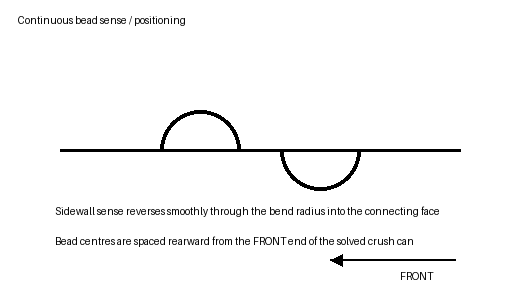 Continuous bead sense / positioning
Sidewall sense reverses smoothly through the bend radius into the connecting face
Bead centres are spaced rearward from the FRONT end of the solved crush can
FRONT